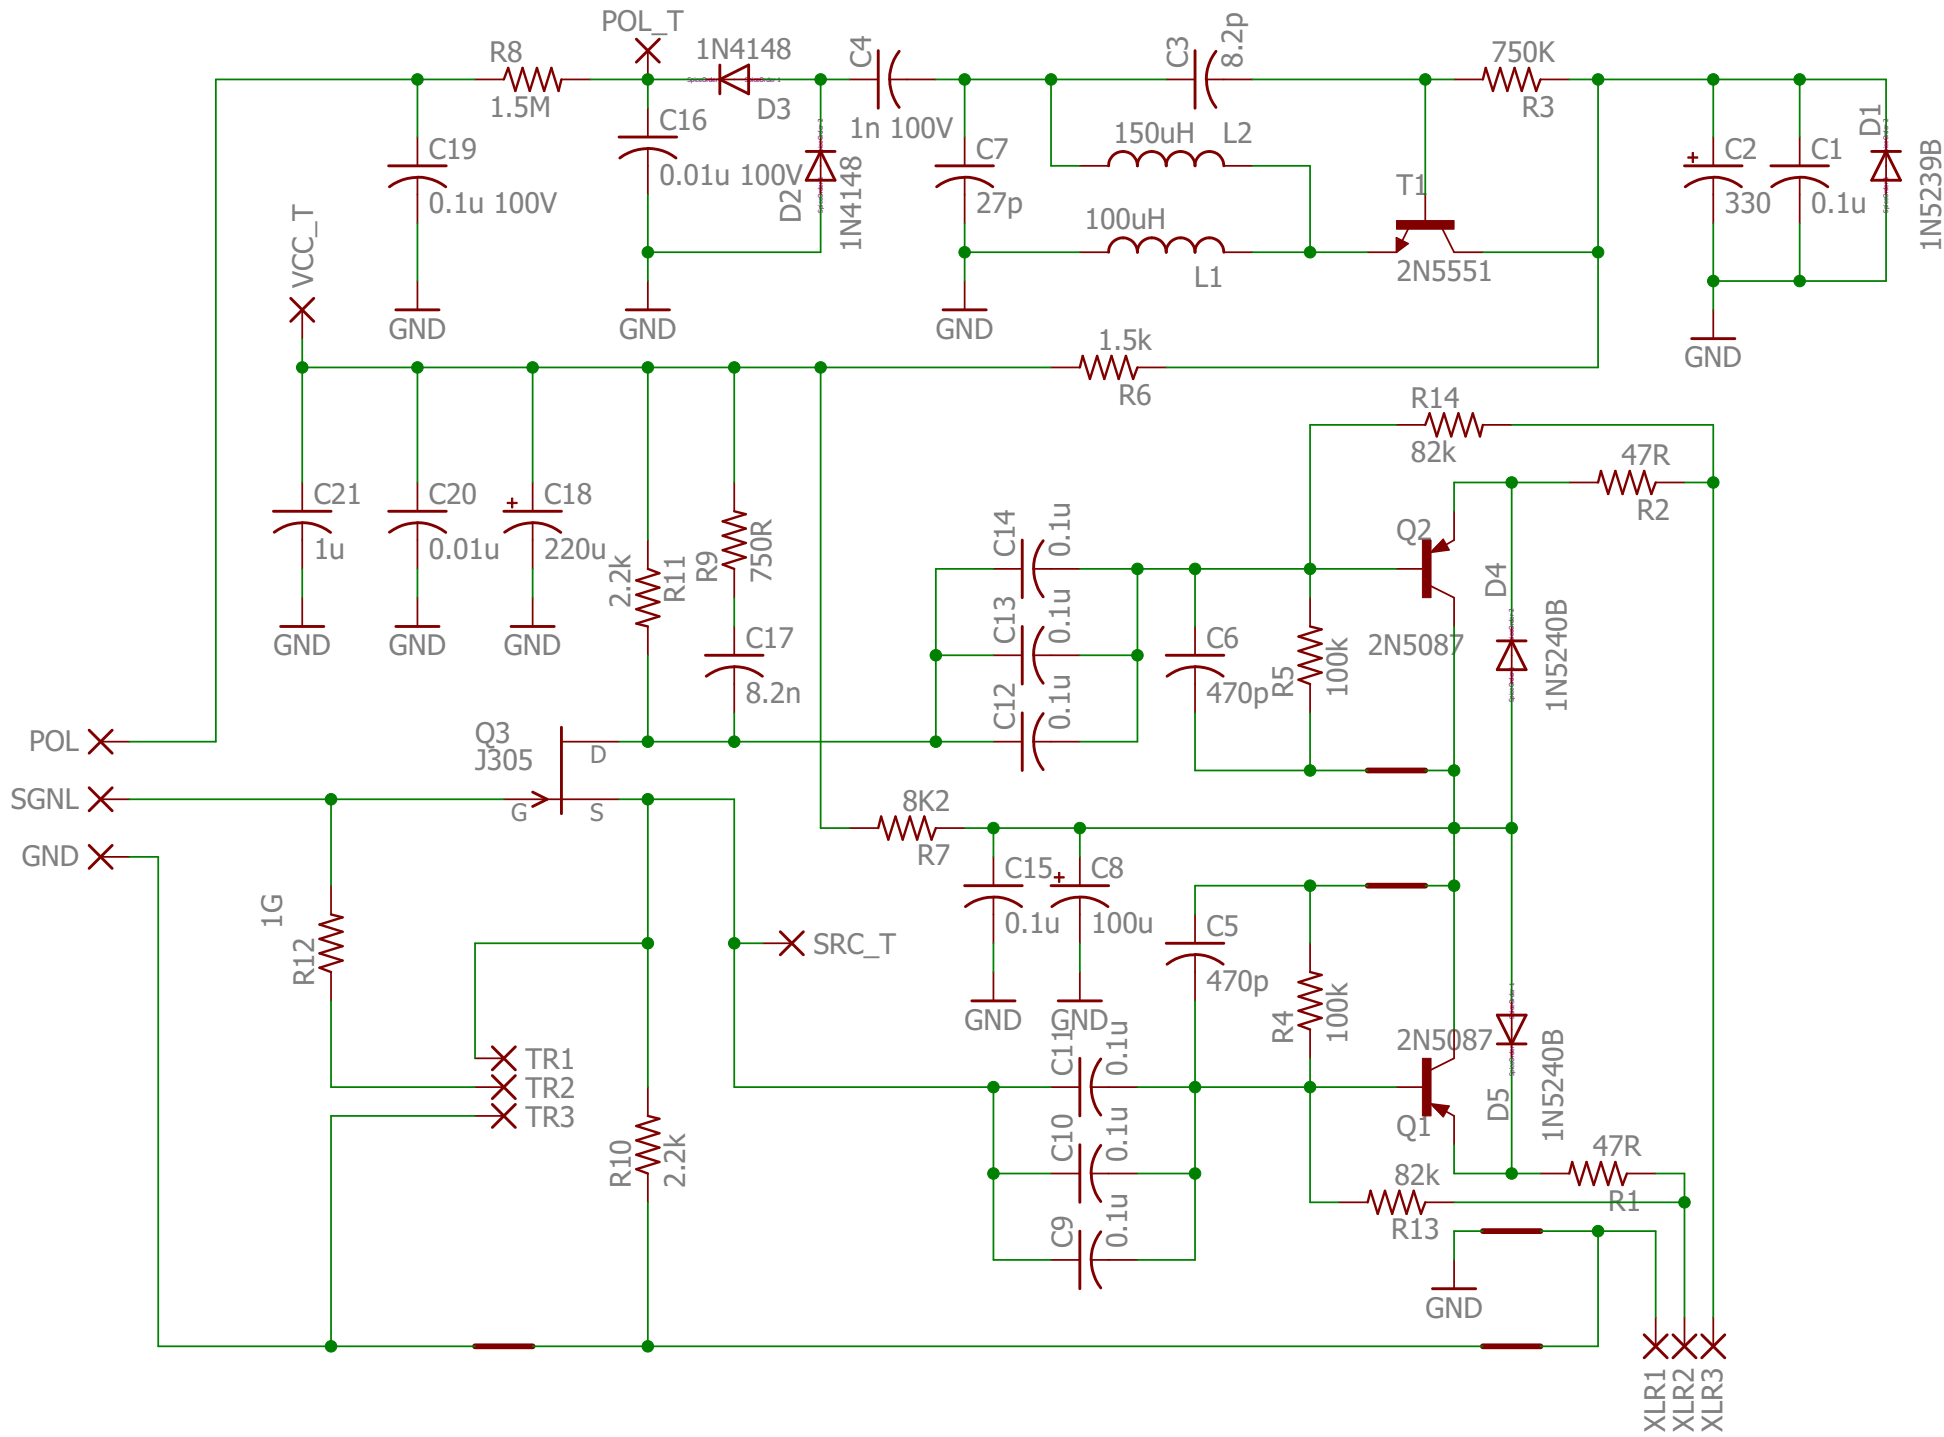 POL_T
R8
1.5M
1N4148
D3
C4
1n 100V
C3
8.2p
750K
R3
C19
0.1u 100V
C16
0.01u 100V
D2
1N4148
C7
27p
150uH
L2
100uH
L1
T1
2N5551
C2
330
C1
0.1u
D1
1N5239B
VCC_T
GND
GND
GND
GND
1.5k
R6
R14
82k
47R
R2
C21
1u
C20
0.01u
C18
220u
2.2k
R11
R9
750R
C17
8.2n
C14
0.1u
C13
0.1u
C12
0.1u
C6
470p
R5
100k
Q2
2N5087
D4
1N5240B
GND
GND
GND
POL
SGNL
GND
Q3
J305
D
G
S
8K2
R7
C15
0.1u
C8
100u
GND
GND
SRC_T
1G
R12
TR1
TR2
TR3
R10
2.2k
C5
470p
R4
100k
C11
0.1u
C10
0.1u
C9
0.1u
2N5087
Q1
D5
1N5240B
47R
R1
82k
R13
GND
XLR1
XLR2
XLR3